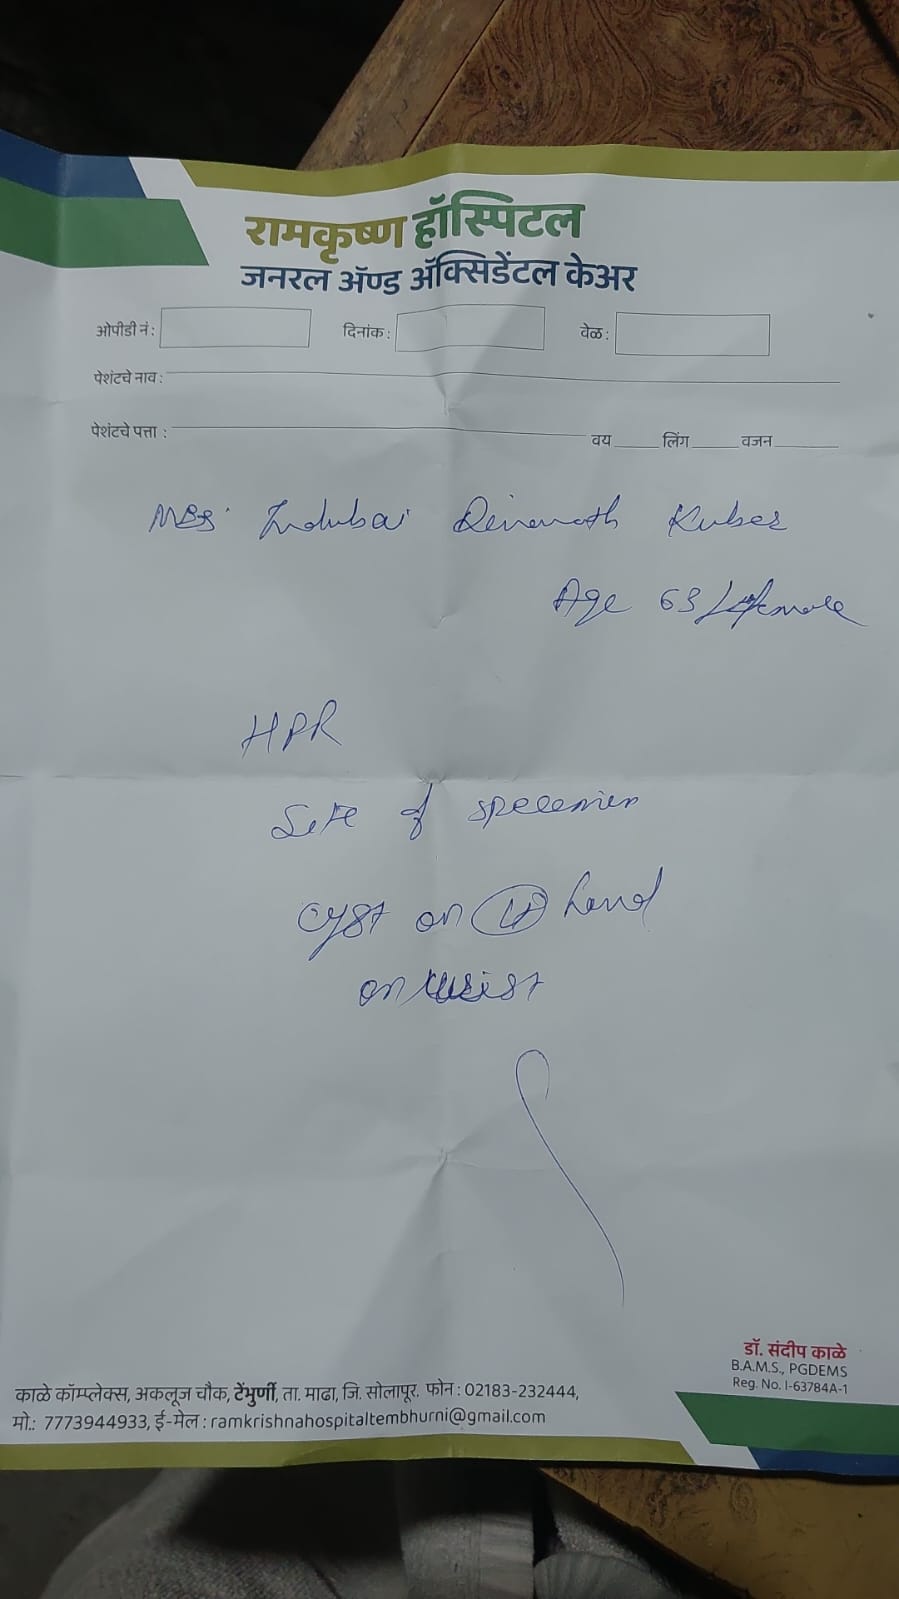 रामकृष्ण हॉस्पिटल
जनरल ॲण्ड ॲक्सिडेंटल केअर
ओपीडी नं :
दिनांक :
वेळ :
पेशंटचे नाव :
पेशंटचे पत्ता :
वय
लिंग
वजन
Mrs. Indubai Dinanath Kuber
Age 63 / female
HPR
Site of specimen
cyst on Lt hand
on wrist
डॉ. संदीप काळे
B.A.M.S., PGDEMS
Reg. No. I-63784A-1
काळे कॉम्प्लेक्स, अकलूज चौक, टेंभुर्णी, ता. माढा, जि. सोलापूर. फोन : 02183-232444,
मो.: 7773944933, ई-मेल : ramkrishnahospitaltembhurni@gmail.com